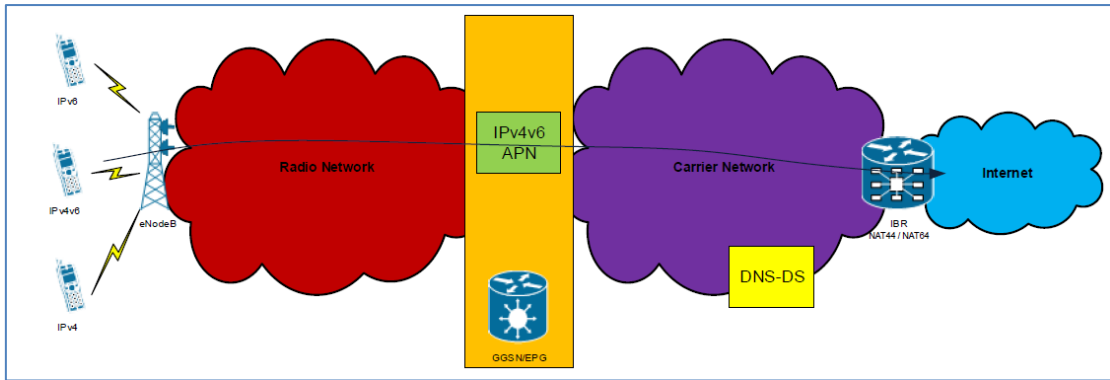 IPv6
IPv4v6
IPv4
eNodeB
Radio Network
IPv4v6
APN
GGSN/EPG
Carrier Network
DNS-DS
IBR
NAT44 / NAT64
Internet